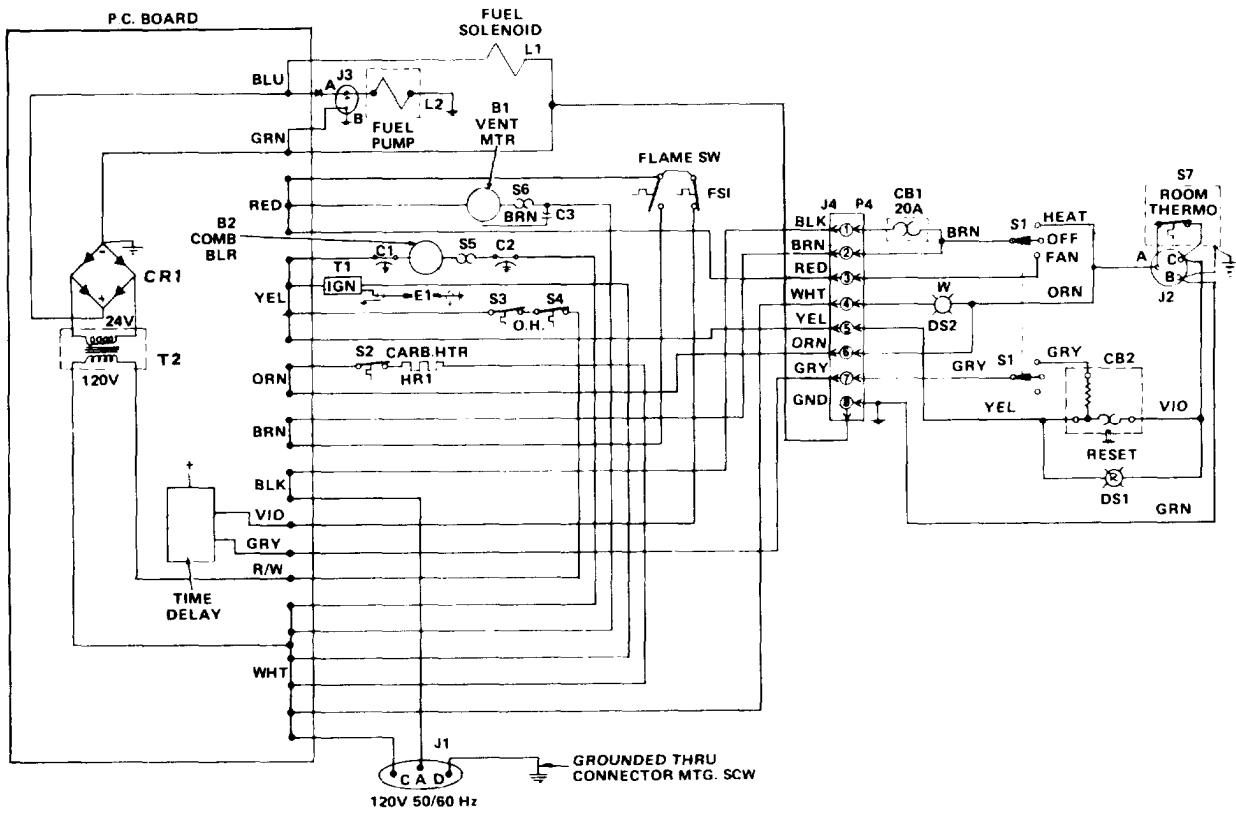 P.C. BOARD
FUEL
SOLENOID
L1
BLU
A
J3
B
L2
FUEL
PUMP
B1
VENT
MTR
GRN
FLAME SW
FSI
RED
S6
BRN
C3
B2
COMB
BLR
C1
S5
C2
T1
IGN
E1
YEL
S3
S4
O.H.
CR1
24V
T2
120V
S2
CARB.HTR
HR1
ORN
BRN
BLK
VIO
GRY
R/W
TIME
DELAY
+
-
+
WHT
J1
C A D
120V 50/60 Hz
GROUNDED THRU
CONNECTOR MTG. SCW
J4
P4
BLK
1
BRN
2
RED
3
WHT
4
YEL
5
ORN
6
GRY
7
GND
8
CB1
20A
BRN
S1
HEAT
OFF
FAN
W
DS2
ORN
S7
ROOM
THERMO
A
C
B
J2
GRY
S1
GRY
CB2
YEL
VIO
RESET
R
DS1
GRN